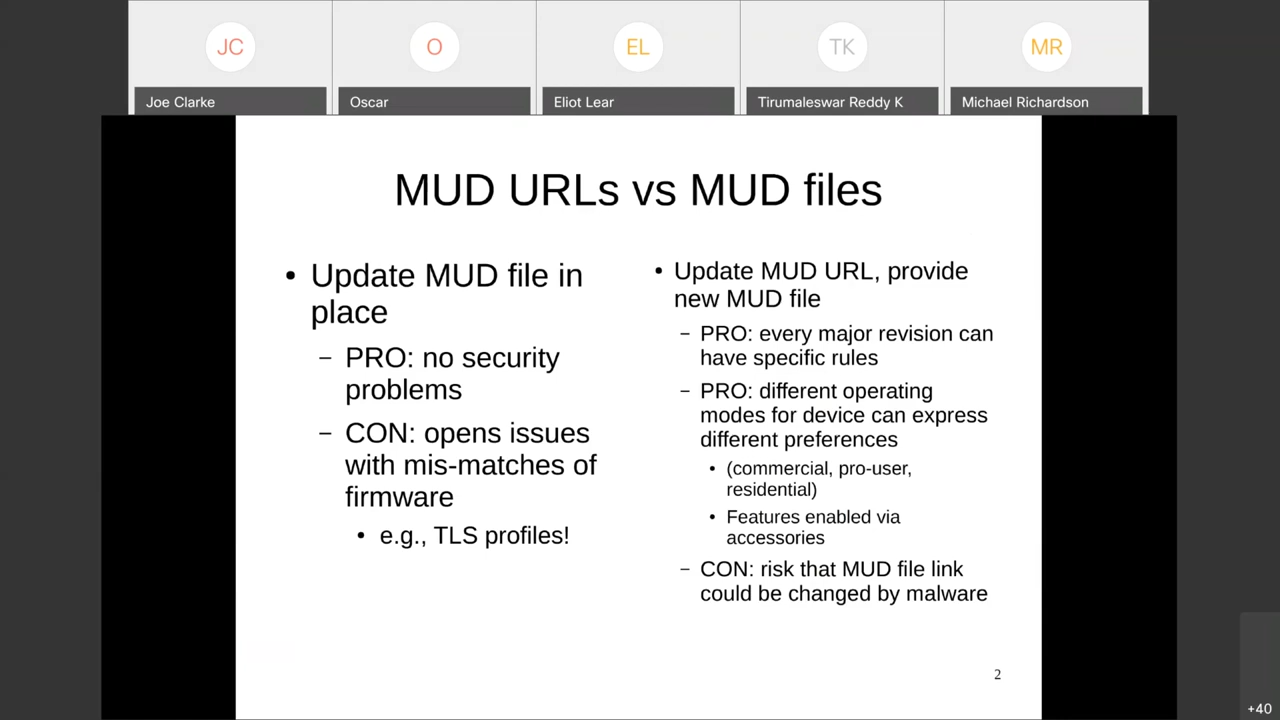 JC
O
EL
TK
MR
Joe Clarke
Oscar
Eliot Lear
Tirumaleswar Reddy K
Michael Richardson
MUD URLs vs MUD files
• Update MUD file in
place
– PRO: no security
problems
– CON: opens issues
with mis-matches of
firmware
• e.g., TLS profiles!
• Update MUD URL, provide
new MUD file
– PRO: every major revision can
have specific rules
– PRO: different operating
modes for device can express
different preferences
• (commercial, pro-user,
residential)
• Features enabled via
accessories
– CON: risk that MUD file link
could be changed by malware
2
+40